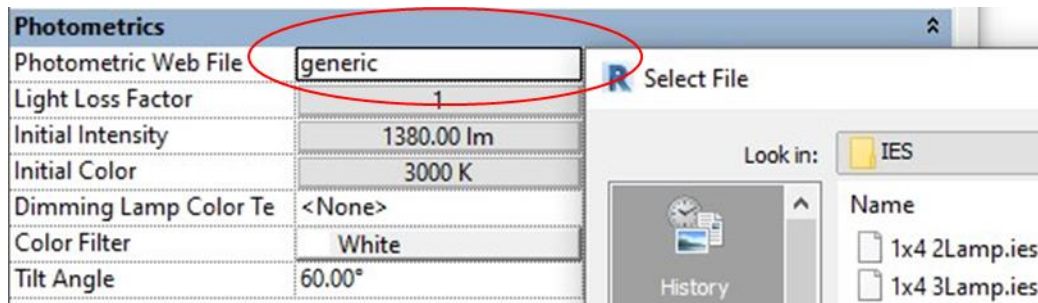 Photometrics
Photometric Web File generic
Light Loss Factor 1
Initial Intensity 1380.00 lm
Initial Color 3000 K
Dimming Lamp Color Te <None>
Color Filter White
Tilt Angle 60.00°
R Select File
Look in: IES
History
Name
1x4 2Lamp.ies
1x4 3Lamp.ies